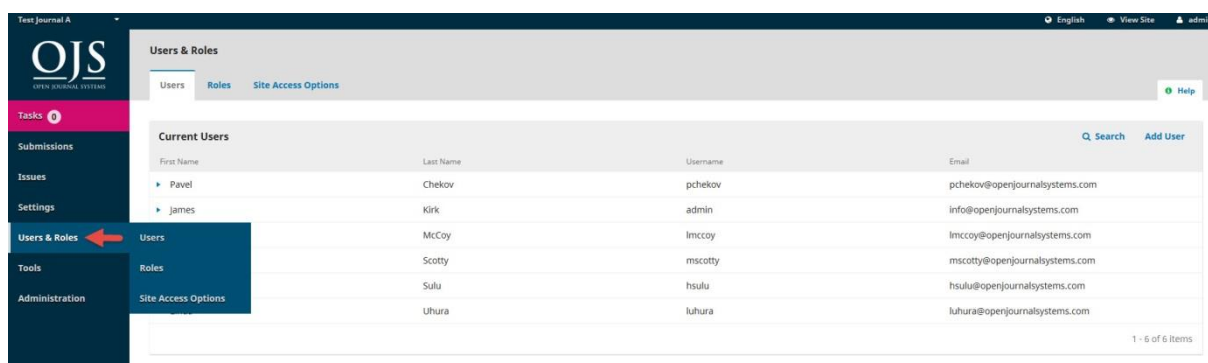 Test Journal A
English View Site
OJS
OPEN JOURNAL SYSTEMS
Tasks 0
Submissions
Issues
Settings
Users & Roles
Tools
Administration
Users
Roles
Site Access Options
Users & Roles
Users Roles Site Access Options
Help
Current Users Search Add User
First Name Last Name Username Email
Pavel Chekov pchekov pchekov@openjournalsystems.com
James Kirk admin info@openjournalsystems.com
McCoy lmccoy lmccoy@openjournalsystems.com
Scotty mscotty mscotty@openjournalsystems.com
Sulu hsulu hsulu@openjournalsystems.com
Uhura luhura luhura@openjournalsystems.com
1 - 6 of 6 items